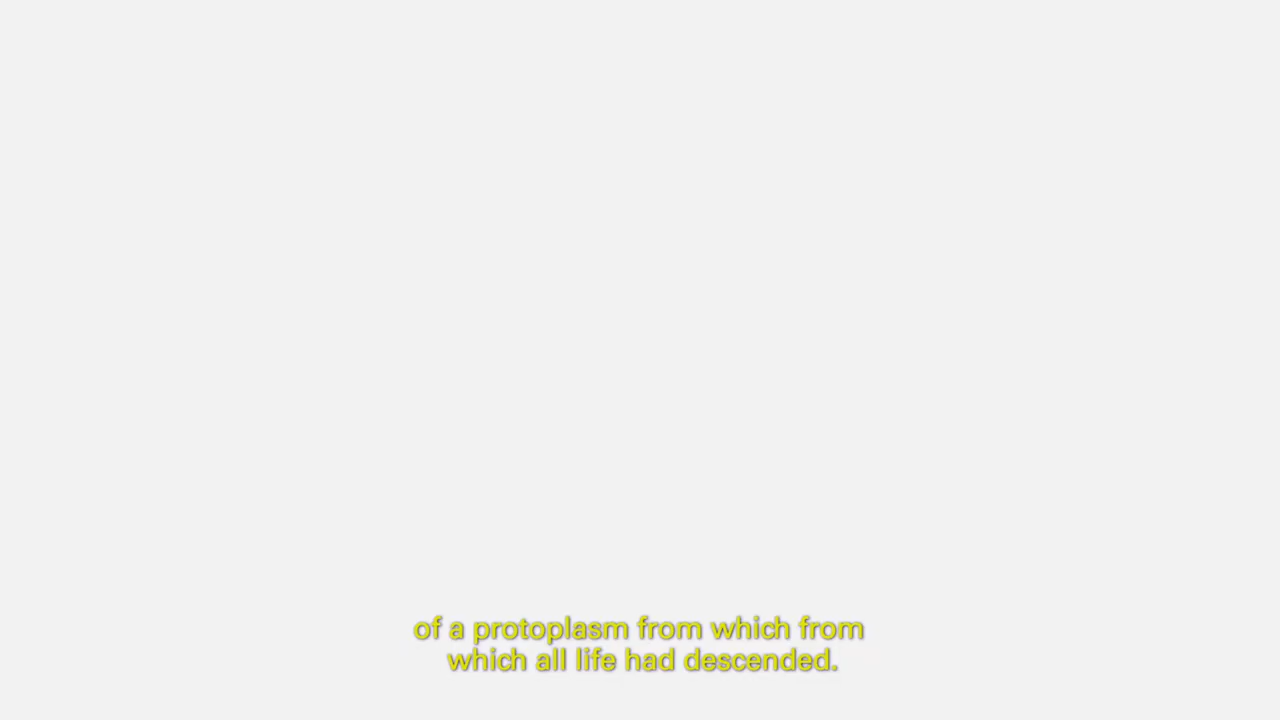 of a protoplasm from which from
which all life had descended.